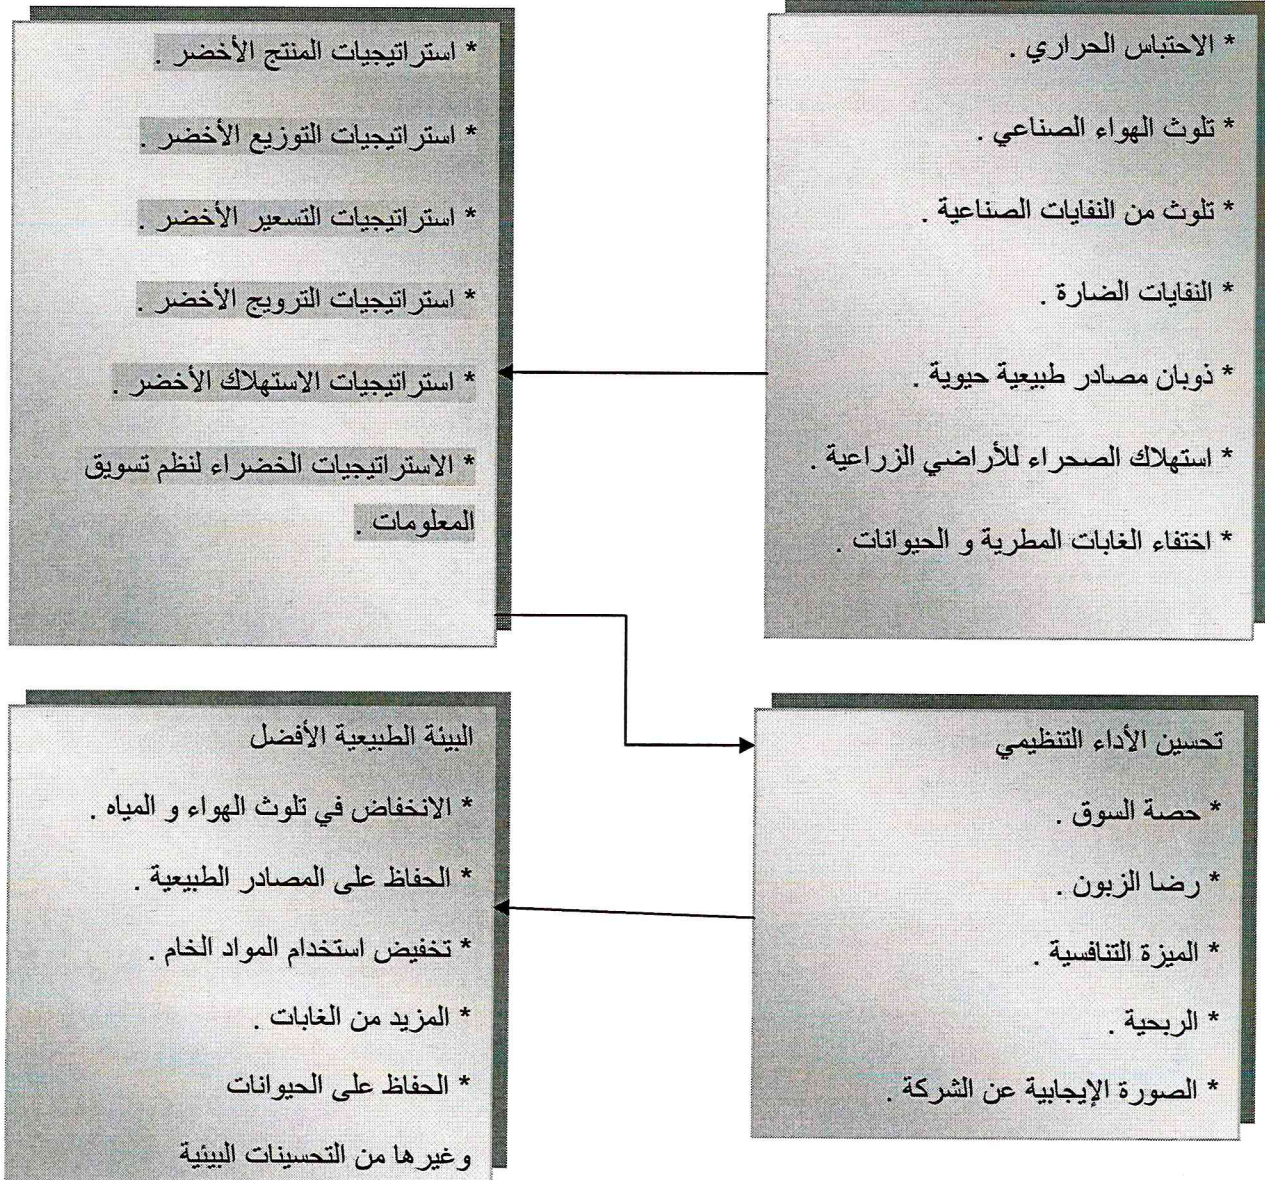 * الاحتباس الحراري .
* تلوث الهواء الصناعي .
* تلوث من النفايات الصناعية .
* النفايات الضارة .
* ذوبان مصادر طبيعية حيوية .
* استهلاك الصحراء للأراضي الزراعية .
* اختفاء الغابات المطرية و الحيوانات .
* استراتيجيات المنتج الأخضر .
* استراتيجيات التوزيع الأخضر .
* استراتيجيات التسعير الأخضر .
* استراتيجيات الترويج الأخضر .
* استراتيجيات الاستهلاك الأخضر .
* الاستراتيجيات الخضراء لنظم تسويق
المعلومات .
تحسين الأداء التنظيمي
* حصة السوق .
* رضا الزبون .
* الميزة التنافسية .
* الربحية .
* الصورة الإيجابية عن الشركة .
البيئة الطبيعية الأفضل
* الانخفاض في تلوث الهواء و المياه .
* الحفاظ على المصادر الطبيعية .
* تخفيض استخدام المواد الخام .
* المزيد من الغابات .
* الحفاظ على الحيوانات
وغيرها من التحسينات البيئية